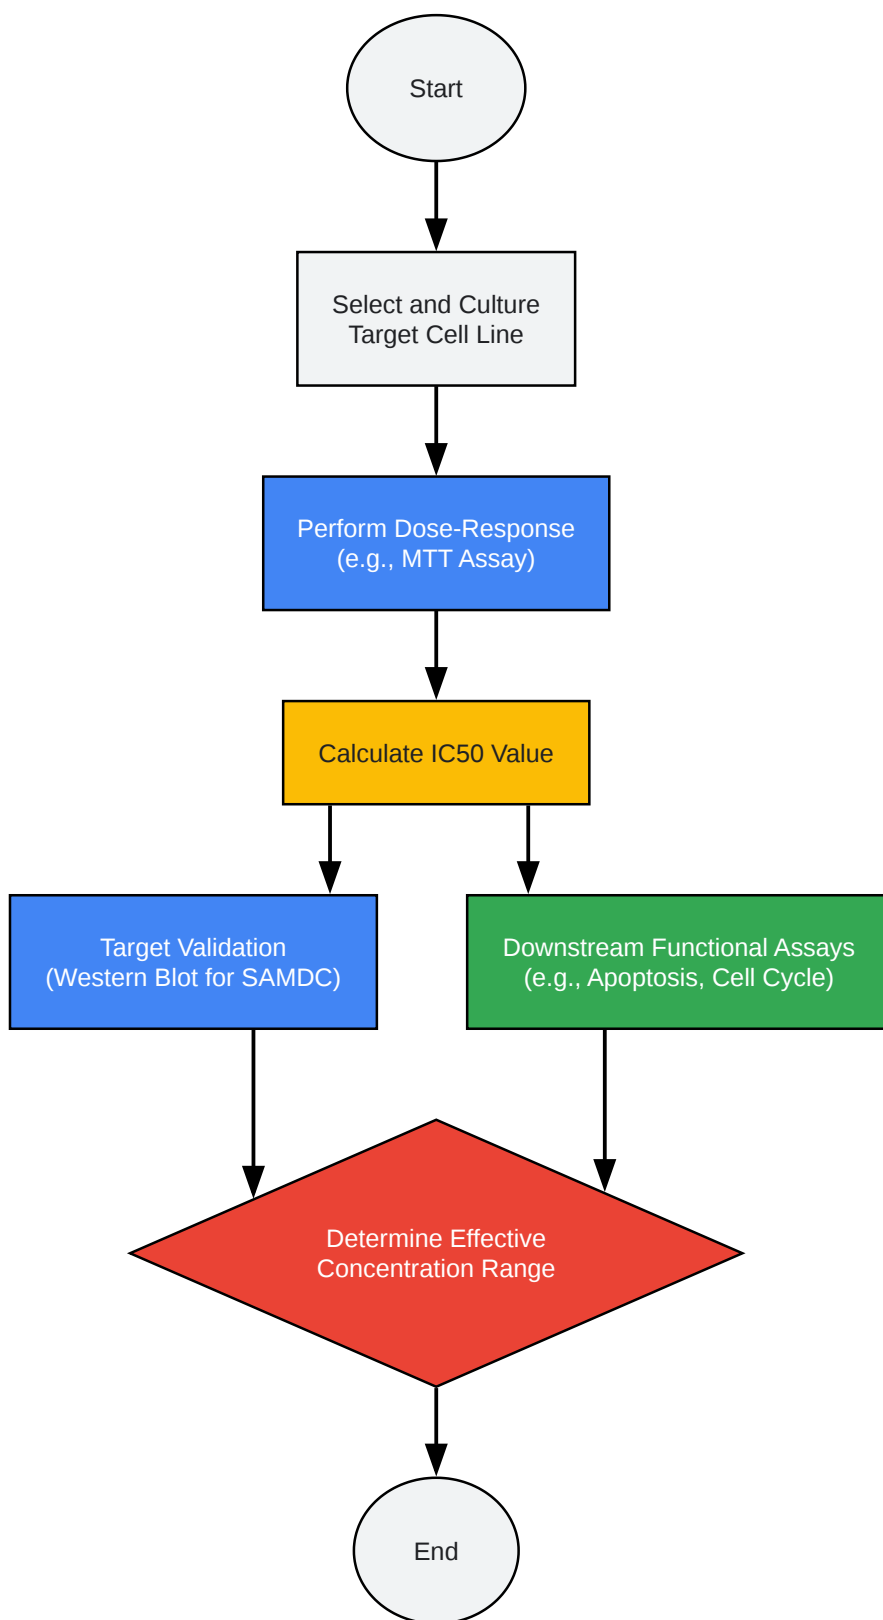 Start
Select and Culture
Target Cell Line
Perform Dose-Response
(e.g., MTT Assay)
Calculate IC50 Value
Target Validation
(Western Blot for SAMDC)
Downstream Functional Assays
(e.g., Apoptosis, Cell Cycle)
Determine Effective
Concentration Range
End